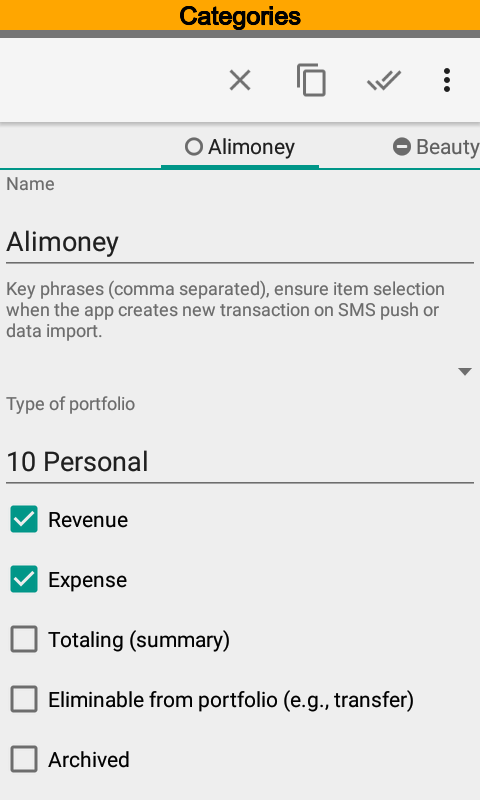 Categories
Alimoney
Beauty
Name
Alimoney
Key phrases (comma separated), ensure item selection
when the app creates new transaction on SMS push or
data import.
Type of portfolio
10 Personal
Revenue
Expense
Totaling (summary)
Eliminable from portfolio (e.g., transfer)
Archived